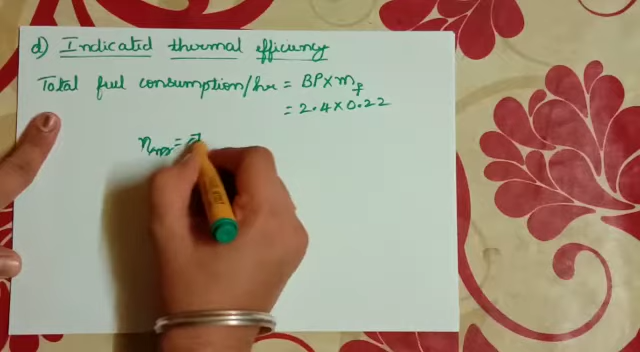 d) Indicated thermal efficiency
Total fuel consumption/hr = BP × mf
= 2.4 × 0.22